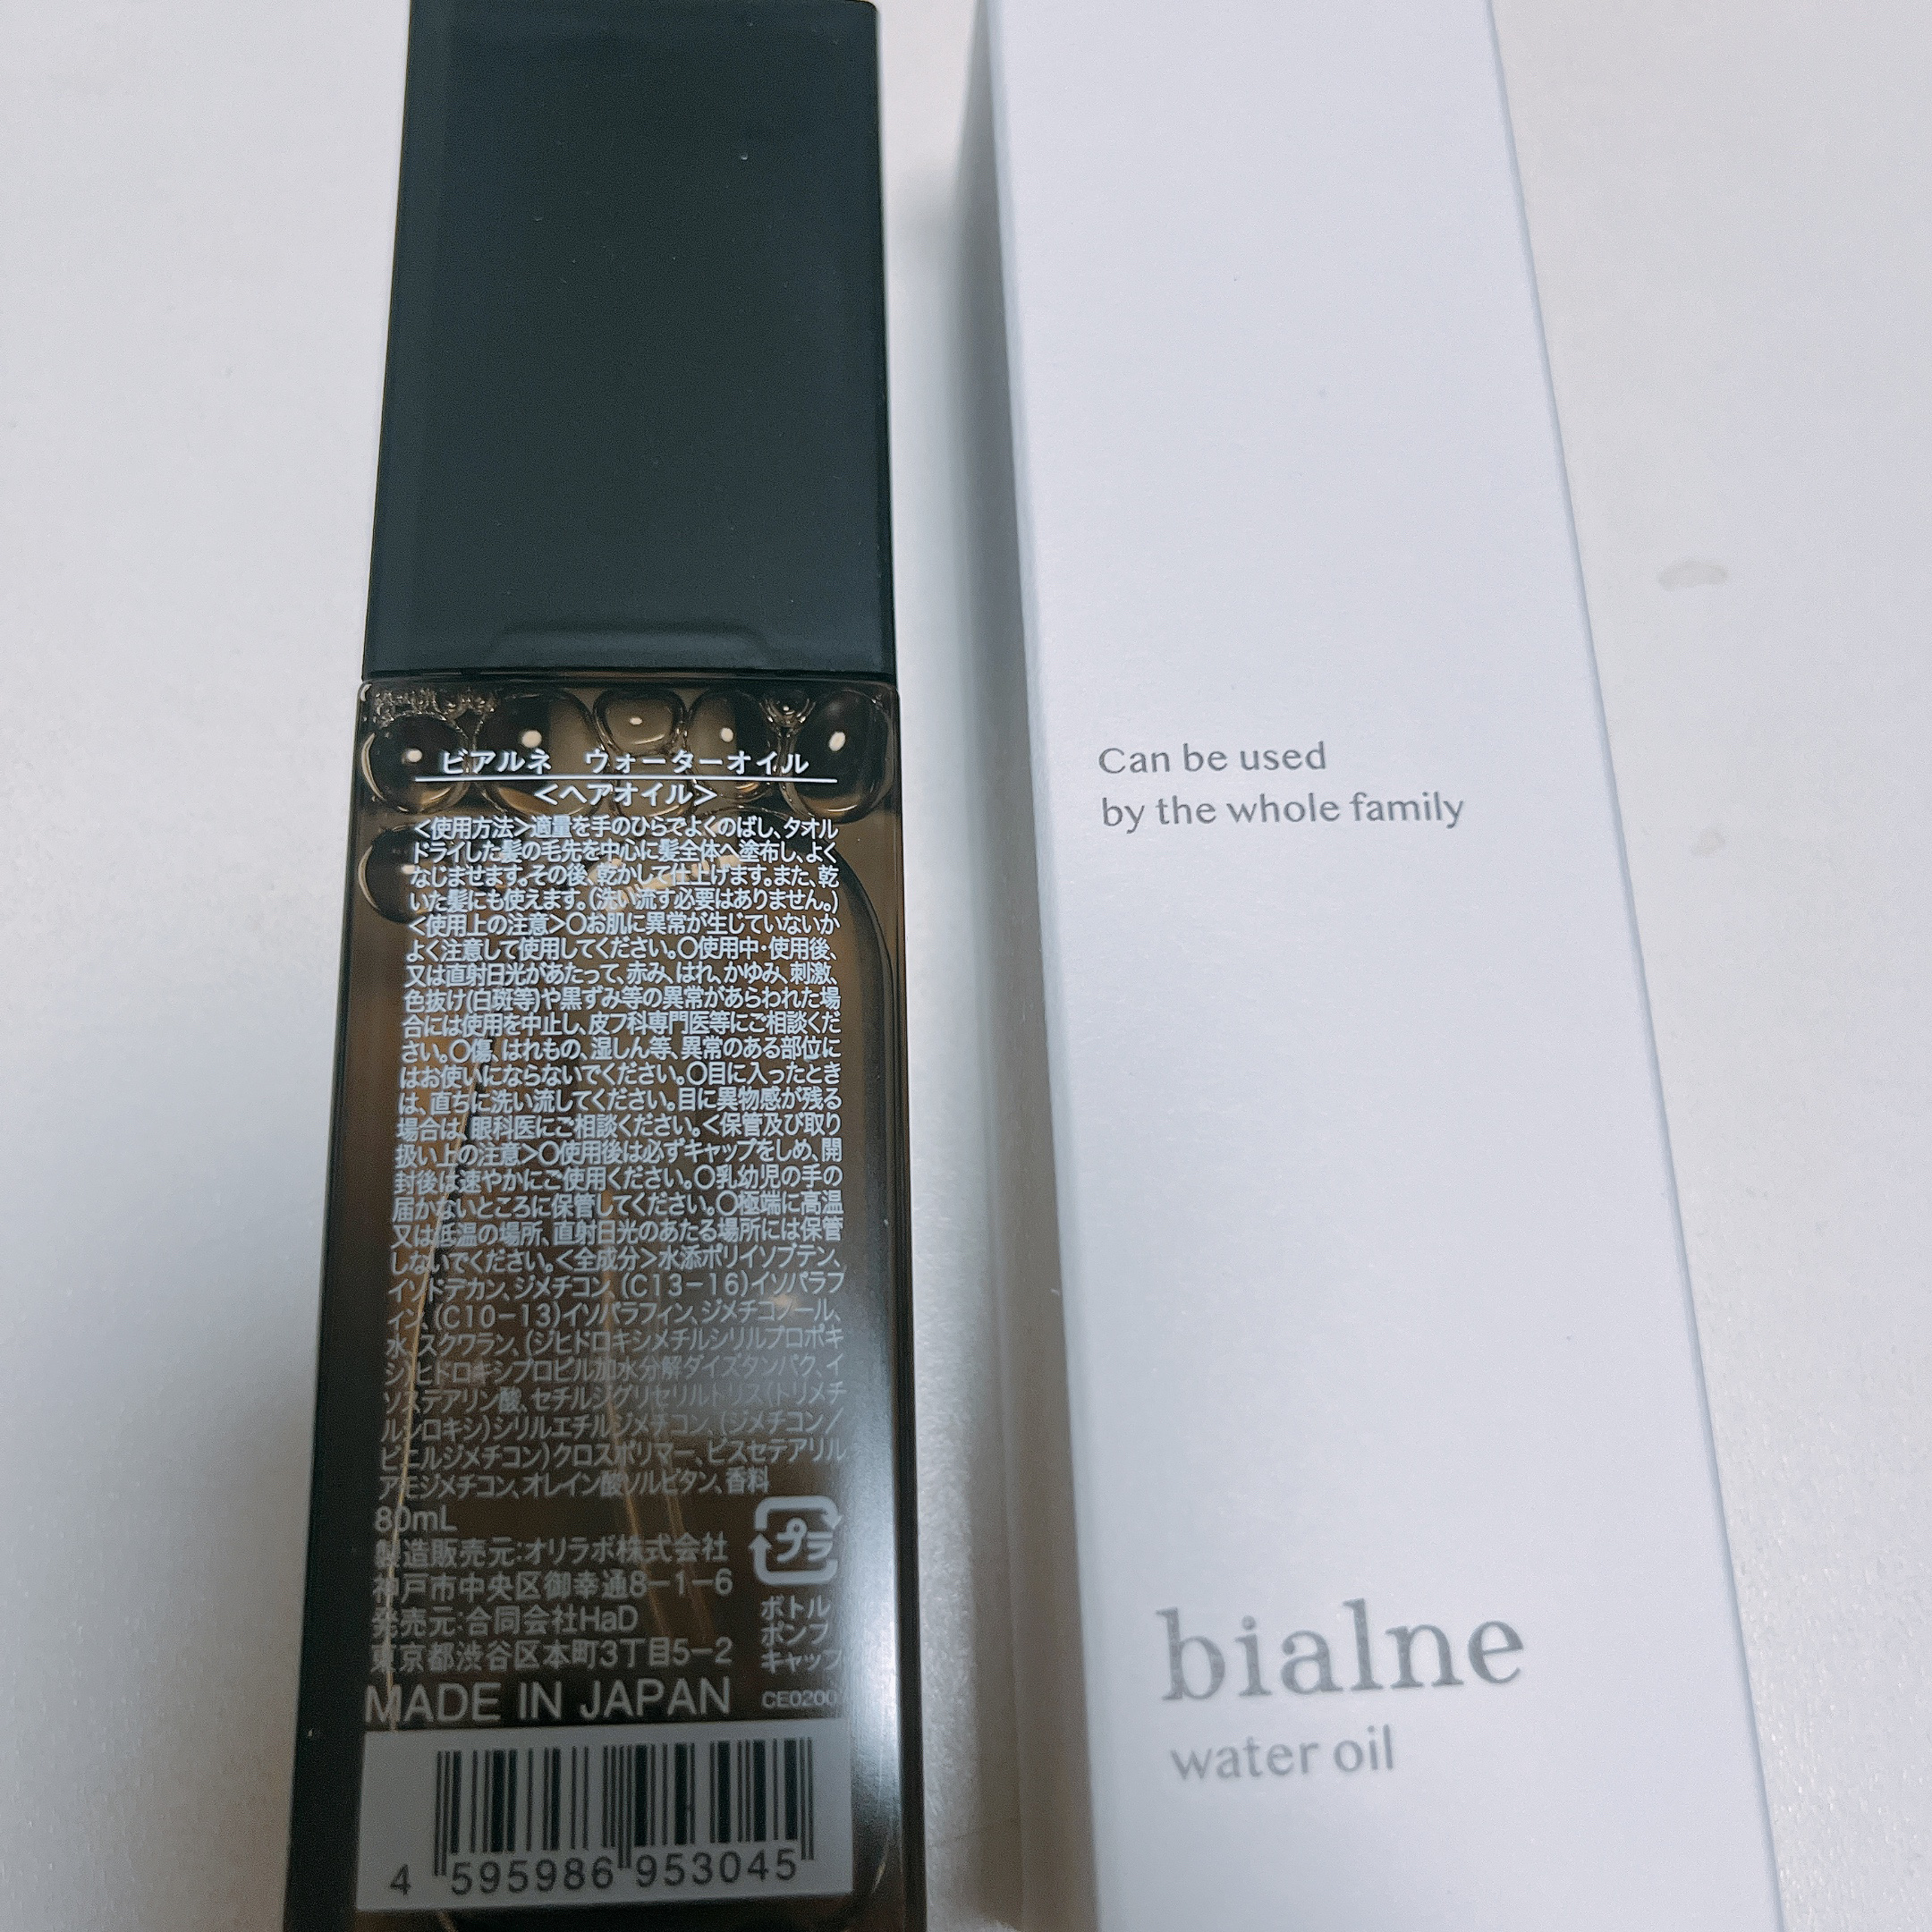 ビアルネ　ウォーターオイル
<ヘアオイル>
<使用方法>適量を手のひらでよくのばし、タオル
ドライした髪の毛先を中心に髪全体へ塗布し、よく
なじませます。その後、乾かして仕上げます。また、乾
いた髪にも使えます。(洗い流す必要はありません。)
<使用上の注意>〇お肌に異常が生じていないか
よく注意して使用してください。〇使用中・使用後、
又は直射日光があたって、赤み、はれ、かゆみ、刺激、
色抜け(白斑等)や黒ずみ等の異常があらわれた場
合には使用を中止し、皮フ科専門医等にご相談くだ
さい。〇傷、はれもの、湿しん等、異常のある部位に
はお使いにならないでください。〇目に入ったとき
は、直ちに洗い流してください。目に異物感が残る
場合は、眼科医にご相談ください。<保管及び取り
扱い上の注意>〇使用後は必ずキャップをしめ、開
封後は速やかにご使用ください。〇乳幼児の手の
届かないところに保管してください。〇極端に高温
又は低温の場所、直射日光のあたる場所には保管
しないでください。<全成分>水添ポリイソブテン、
イソドデカン、ジメチコン、(C13-16)イソパラフ
ィン、(C10-13)イソパラフィン、ジメチコノール、
水、スクワラン、(ジヒドロキシメチルシリルプロポキ
シ)ヒドロキシプロピル加水分解ダイズタンパク、イ
ソステアリン酸、セチルジグリセリルトリス(トリメチ
ルシロキシ)シリルエチルジメチコン、(ジメチコン/
ビニルジメチコン)クロスポリマー、ビスセテアリル
アモジメチコン、オレイン酸ソルビタン、香料
80mL
製造販売元:オリラボ株式会社
神戸市中央区御幸通8-1-6
発売元:合同会社HaD
東京都渋谷区本町3丁目5-2
プラ
ボトル
ポンプ
キャップ
MADE IN JAPAN CE0200
4 595986 953045
Can be used
by the whole family
bialne
water oil